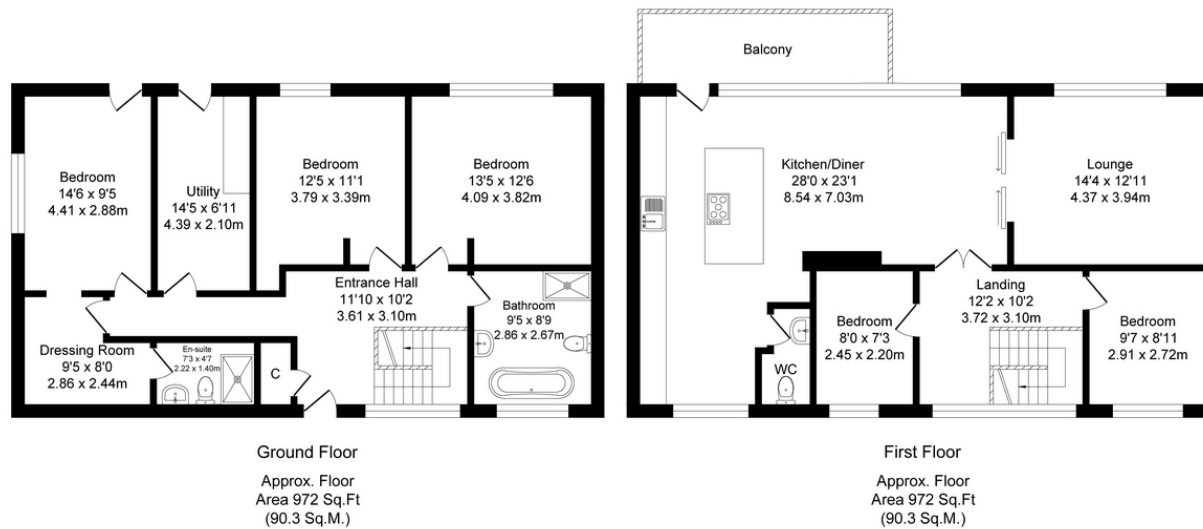 Balcony
Bedroom
14'6 x 9'5
4.41 x 2.88m
Utility
14'5 x 6'11
4.39 x 2.10m
Bedroom
12'5 x 11'1
3.79 x 3.39m
Bedroom
13'5 x 12'6
4.09 x 3.82m
Entrance Hall
11'10 x 10'2
3.61 x 3.10m
Bathroom
9'5 x 8'9
2.86 x 2.67m
Dressing Room
9'5 x 8'0
2.86 x 2.44m
En-suite
7'3 x 4'7
2.22 x 1.40m
C
Kitchen/Diner
28'0 x 23'1
8.54 x 7.03m
Lounge
14'4 x 12'11
4.37 x 3.94m
Landing
12'2 x 10'2
3.72 x 3.10m
Bedroom
8'0 x 7'3
2.45 x 2.20m
Bedroom
9'7 x 8'11
2.91 x 2.72m
WC
Ground Floor
Approx. Floor
Area 972 Sq.Ft
(90.3 Sq.M.)
First Floor
Approx. Floor
Area 972 Sq.Ft
(90.3 Sq.M.)